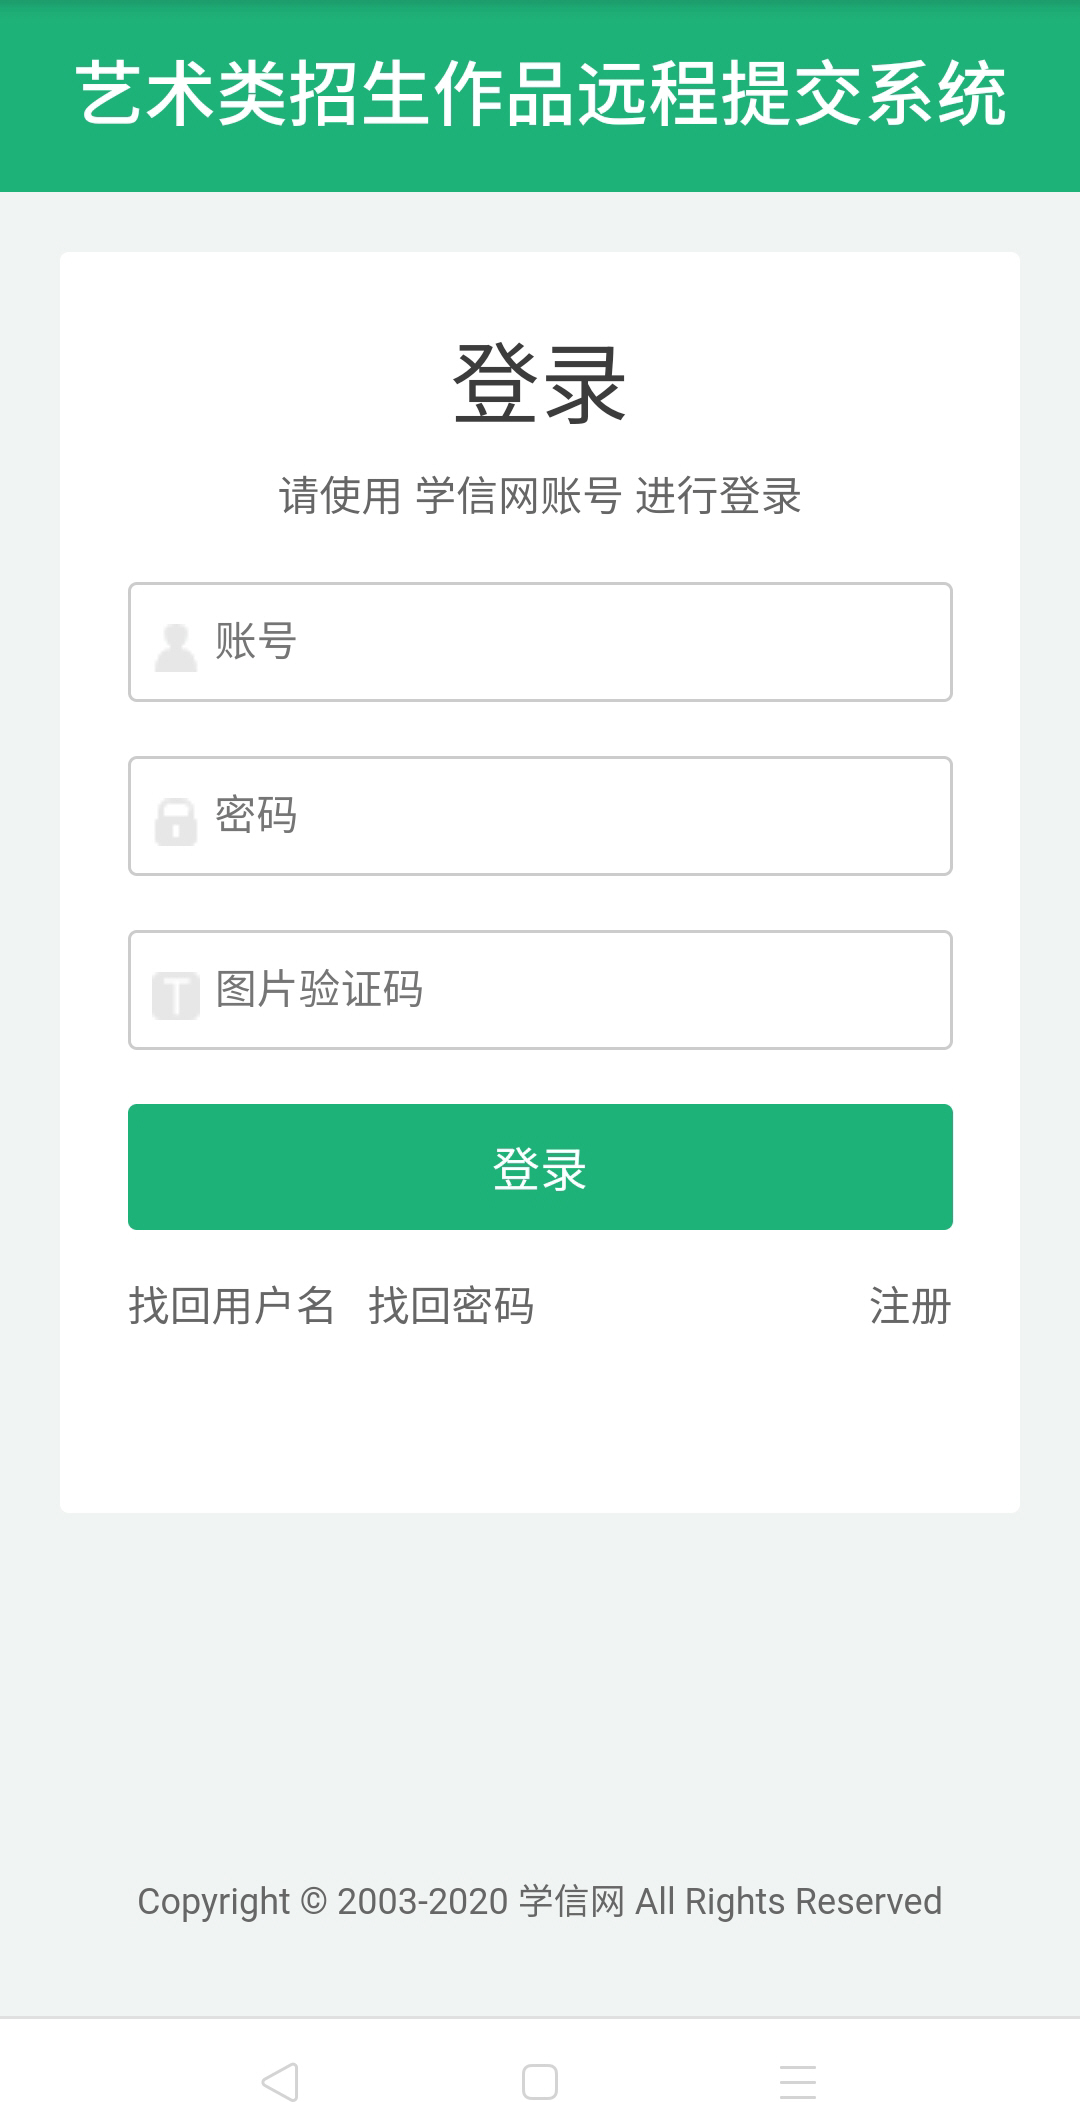 艺术类招生作品远程提交系统
登录
请使用 学信网账号 进行登录
账号
密码
T 图片验证码
登录
找回用户名 找回密码 注册
Copyright © 2003-2020 学信网 All Rights Reserved